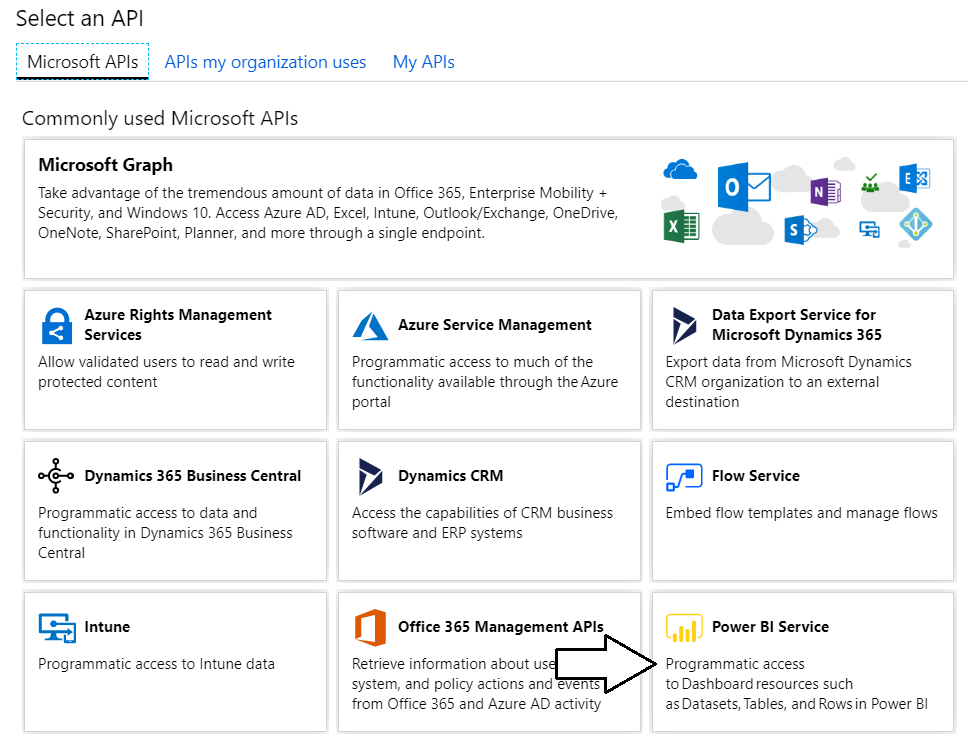 Select an API
Microsoft APIs
APIs my organization uses
My APIs
Commonly used Microsoft APIs
Microsoft Graph
Take advantage of the tremendous amount of data in Office 365, Enterprise Mobility +
Security, and Windows 10. Access Azure AD, Excel, Intune, Outlook/Exchange, OneDrive,
OneNote, SharePoint, Planner, and more through a single endpoint.
Azure Rights Management
Services
Allow validated users to read and write
protected content
Azure Service Management
Programmatic access to much of the
functionality available through the Azure
portal
Data Export Service for
Microsoft Dynamics 365
Export data from Microsoft Dynamics
CRM organization to an external
destination
Dynamics 365 Business Central
Programmatic access to data and
functionality in Dynamics 365 Business
Central
Dynamics CRM
Access the capabilities of CRM business
software and ERP systems
Flow Service
Embed flow templates and manage flows
Intune
Programmatic access to Intune data
Office 365 Management APIs
Retrieve information about
system, and policy actions and events
from Office 365 and Azure AD activity
Power BI Service
Programmatic access
to Dashboard resources such
as Datasets, Tables, and Rows in Power BI